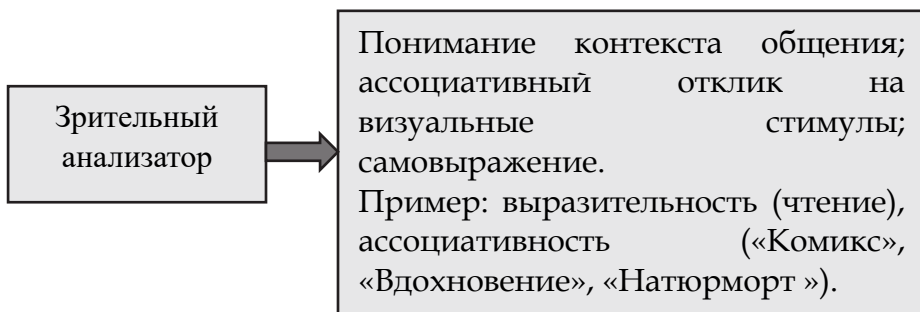 Зрительный
анализатор
Понимание контекста общения;
ассоциативный отклик на
визуальные стимулы;
самовыражение.
Пример: выразительность (чтение),
ассоциативность («Комикс»,
«Вдохновение», «Натюрморт »).